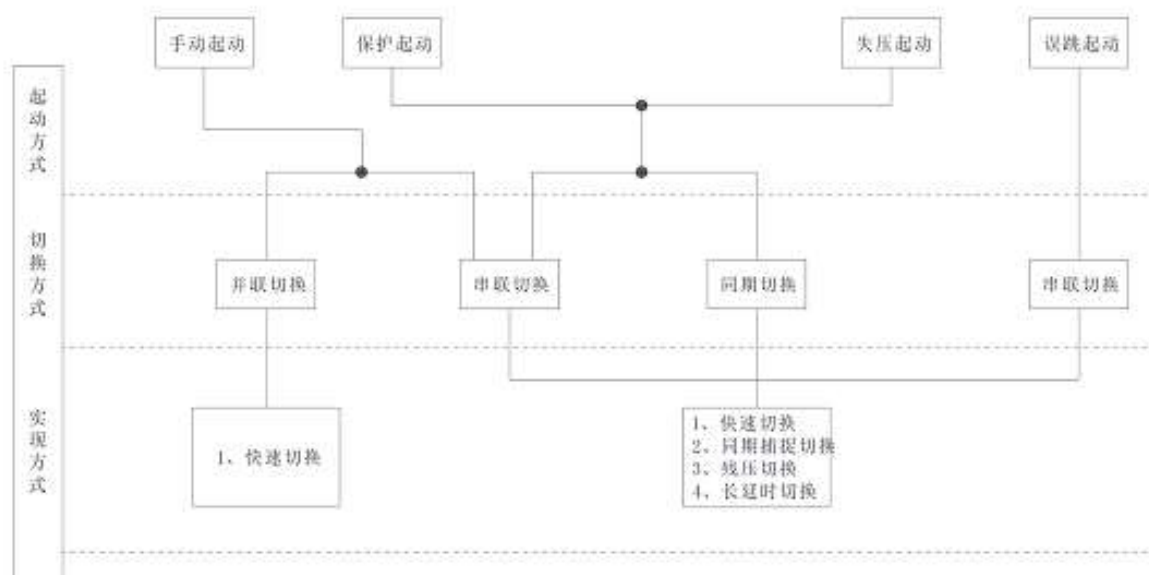 手动起动
保护起动
失压起动
误跳起动
起动方式
切换方式
并联切换
串联切换
同期切换
串联切换
实现方式
1、快速切换
1、快速切换
2、同期捕捉切换
3、残压切换
4、长延时切换